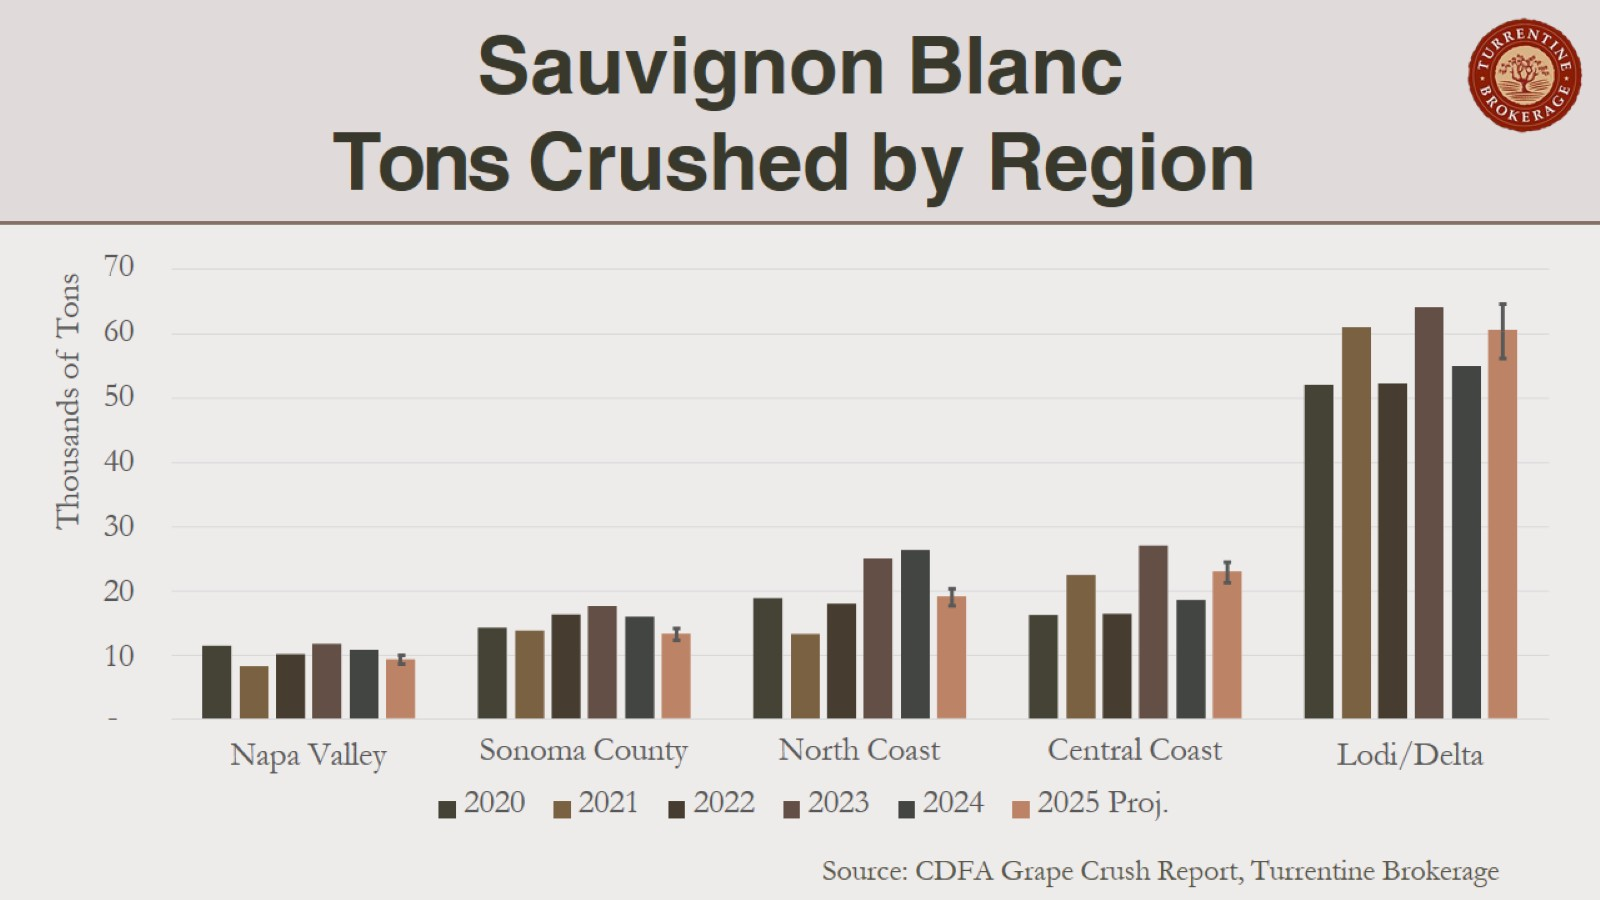 Sauvignon Blanc
Tons Crushed by Region
TURRENTINE
BROKERAGE
Thousands of Tons
70
60
50
40
30
20
10
-
Napa Valley Sonoma County North Coast Central Coast Lodi/Delta
2020 2021 2022 2023 2024 2025 Proj.
Source: CDFA Grape Crush Report, Turrentine Brokerage